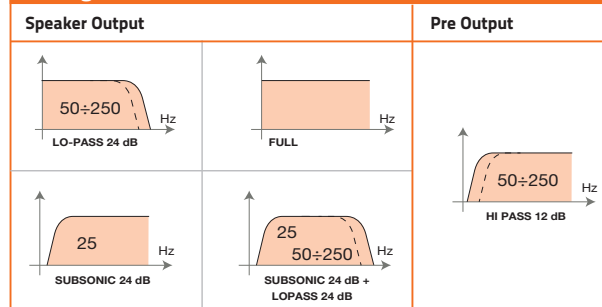 Speaker Output
Pre Output
50÷250
Hz
LO-PASS 24 dB
Hz
FULL
50÷250
Hz
HI PASS 12 dB
25
Hz
SUBSONIC 24 dB
25
50÷250
Hz
SUBSONIC 24 dB +
LOPASS 24 dB